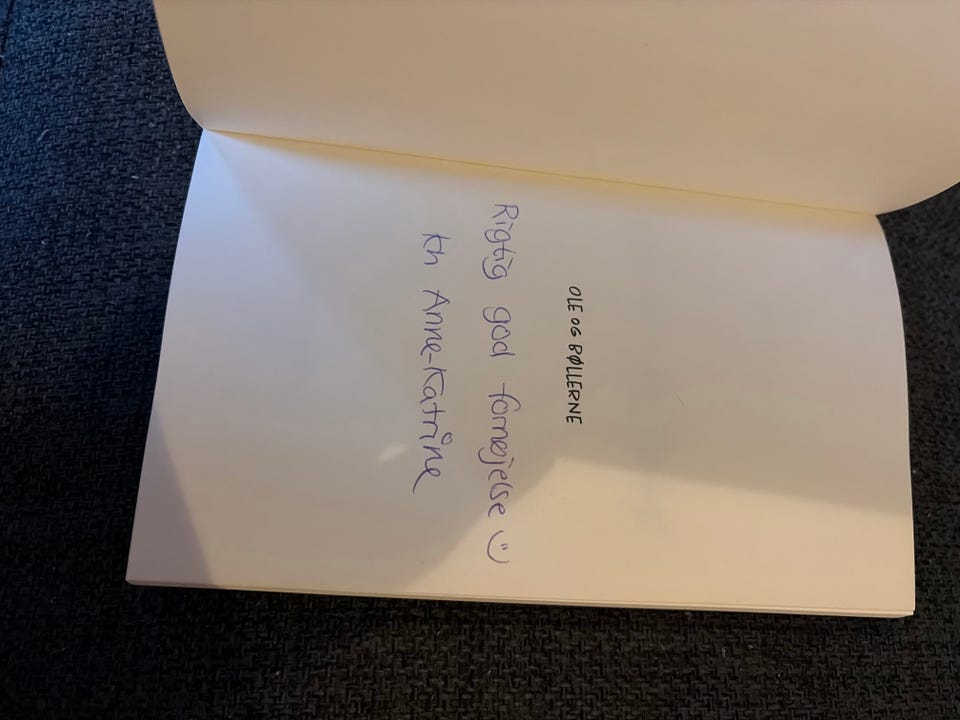 OLE OG BØLLERNE
Rigtig god fornøjelse :)
Kh Anne-Katrine